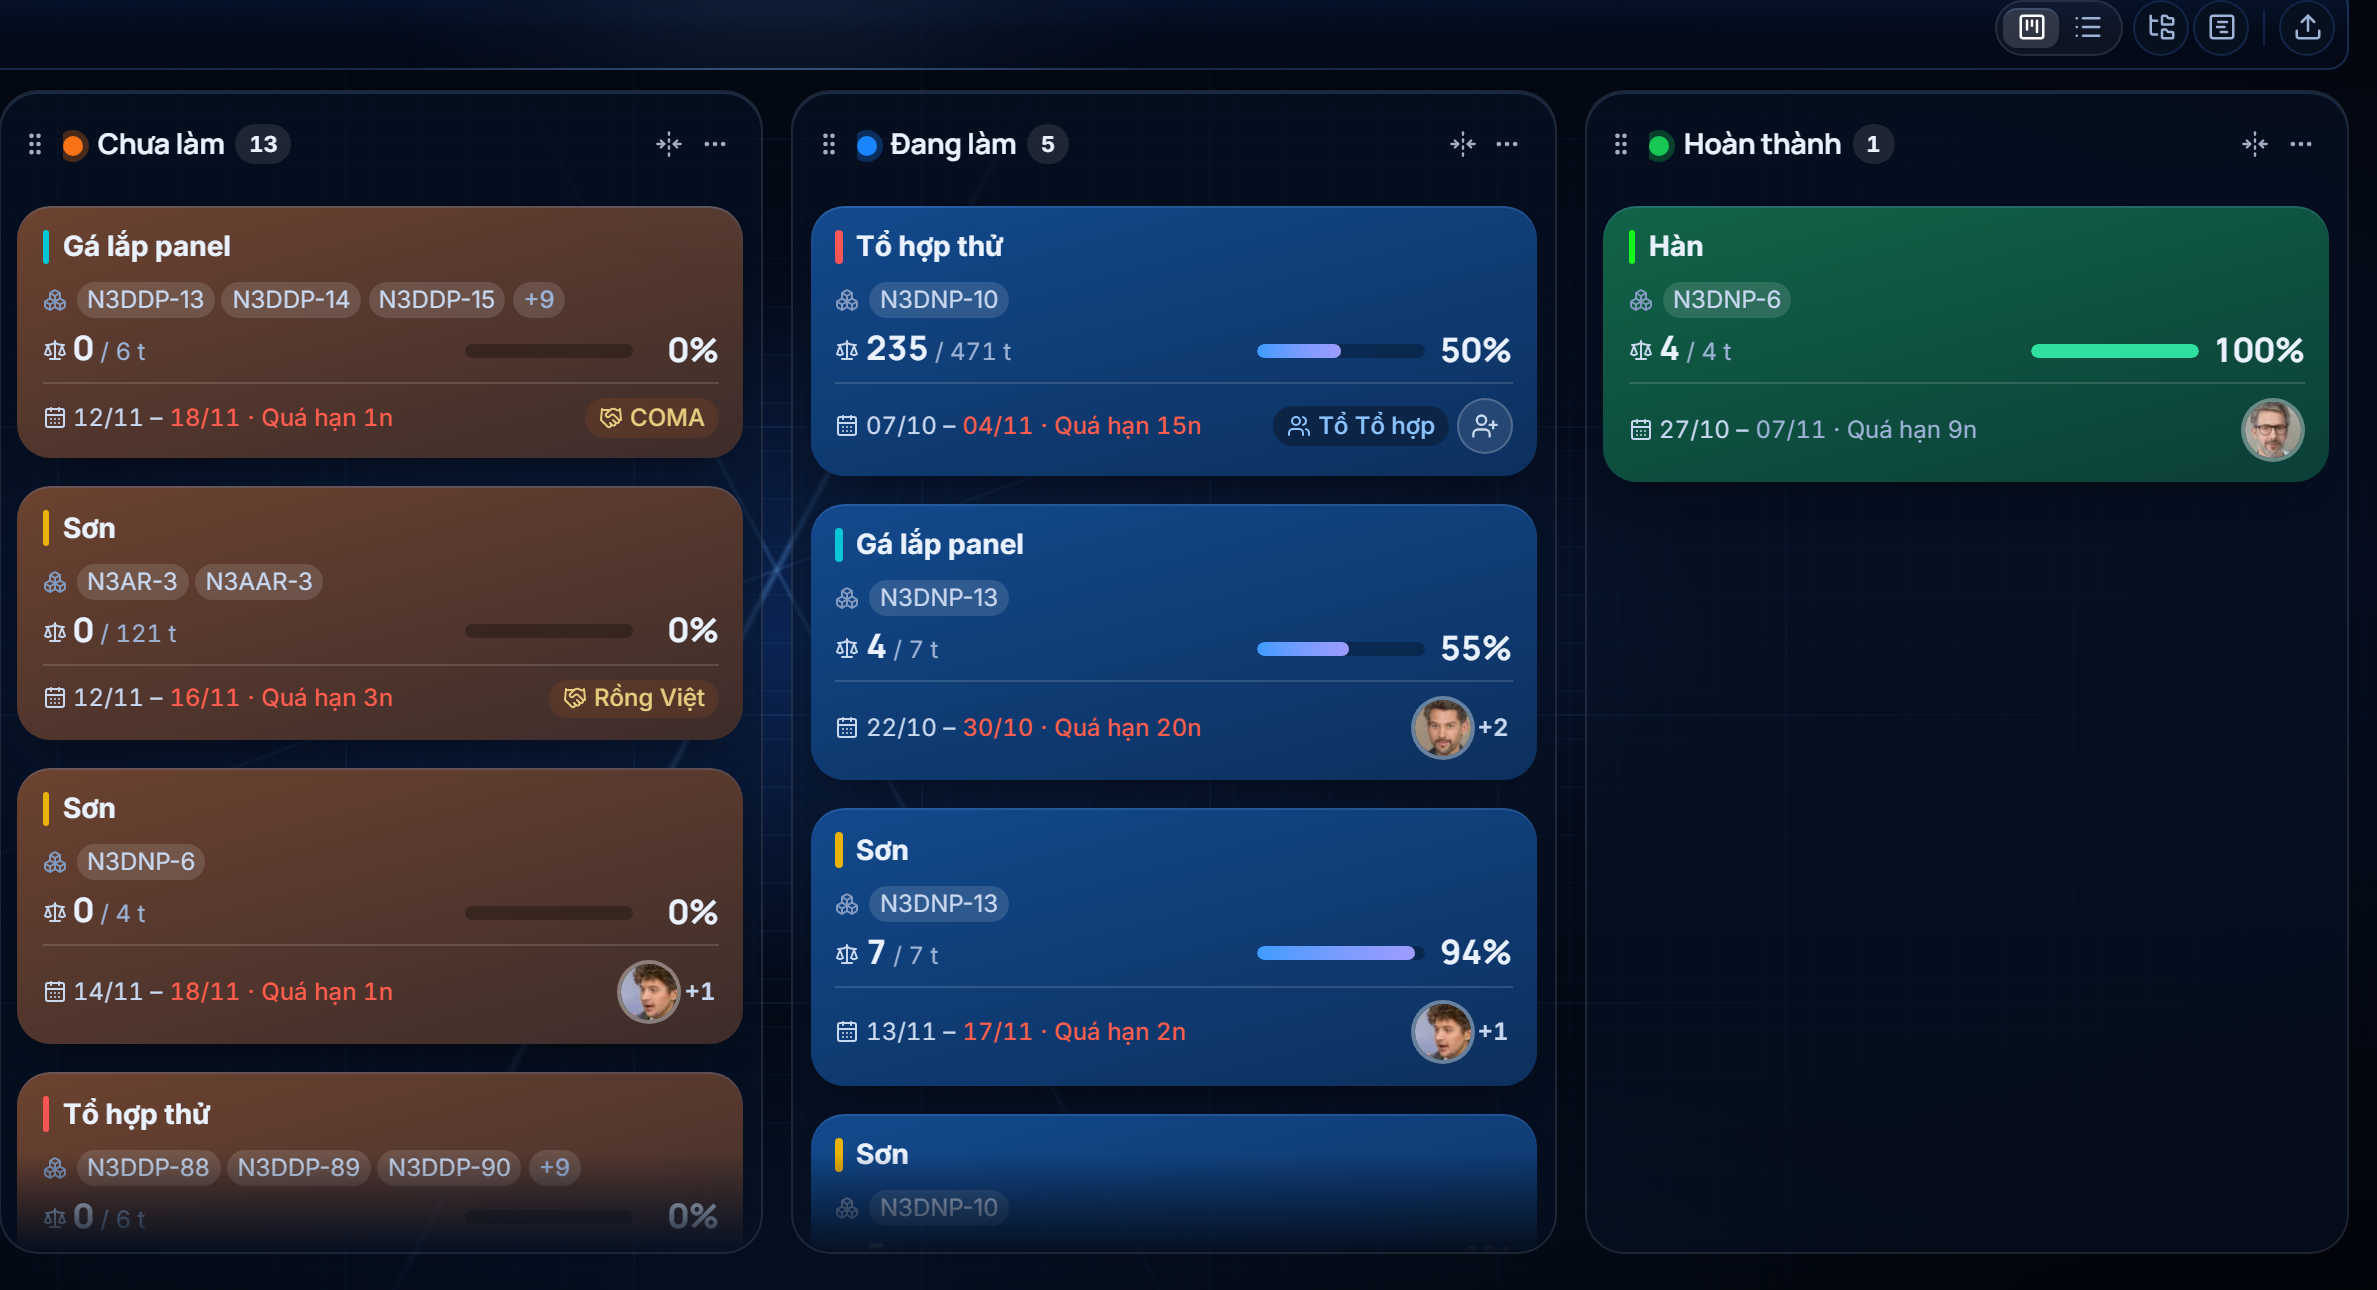 Chưa làm 13
Gá lắp panel
N3DDP-13 N3DDP-14 N3DDP-15 +9
0 / 6 t 0%
12/11 – 18/11 · Quá hạn 1n COMA
Sơn
N3AR-3 N3AAR-3
0 / 121 t 0%
12/11 – 16/11 · Quá hạn 3n Rồng Việt
Sơn
N3DNP-6
0 / 4 t 0%
14/11 – 18/11 · Quá hạn 1n +1
Tổ hợp thử
N3DDP-88 N3DDP-89 N3DDP-90 +9
0 / 6 t 0%
Đang làm 5
Tổ hợp thử
N3DNP-10
235 / 471 t 50%
07/10 – 04/11 · Quá hạn 15n Tổ Tổ hợp
Gá lắp panel
N3DNP-13
4 / 7 t 55%
22/10 – 30/10 · Quá hạn 20n +2
Sơn
N3DNP-13
7 / 7 t 94%
13/11 – 17/11 · Quá hạn 2n +1
Sơn
N3DNP-10
Hoàn thành 1
Hàn
N3DNP-6
4 / 4 t 100%
27/10 – 07/11 · Quá hạn 9n